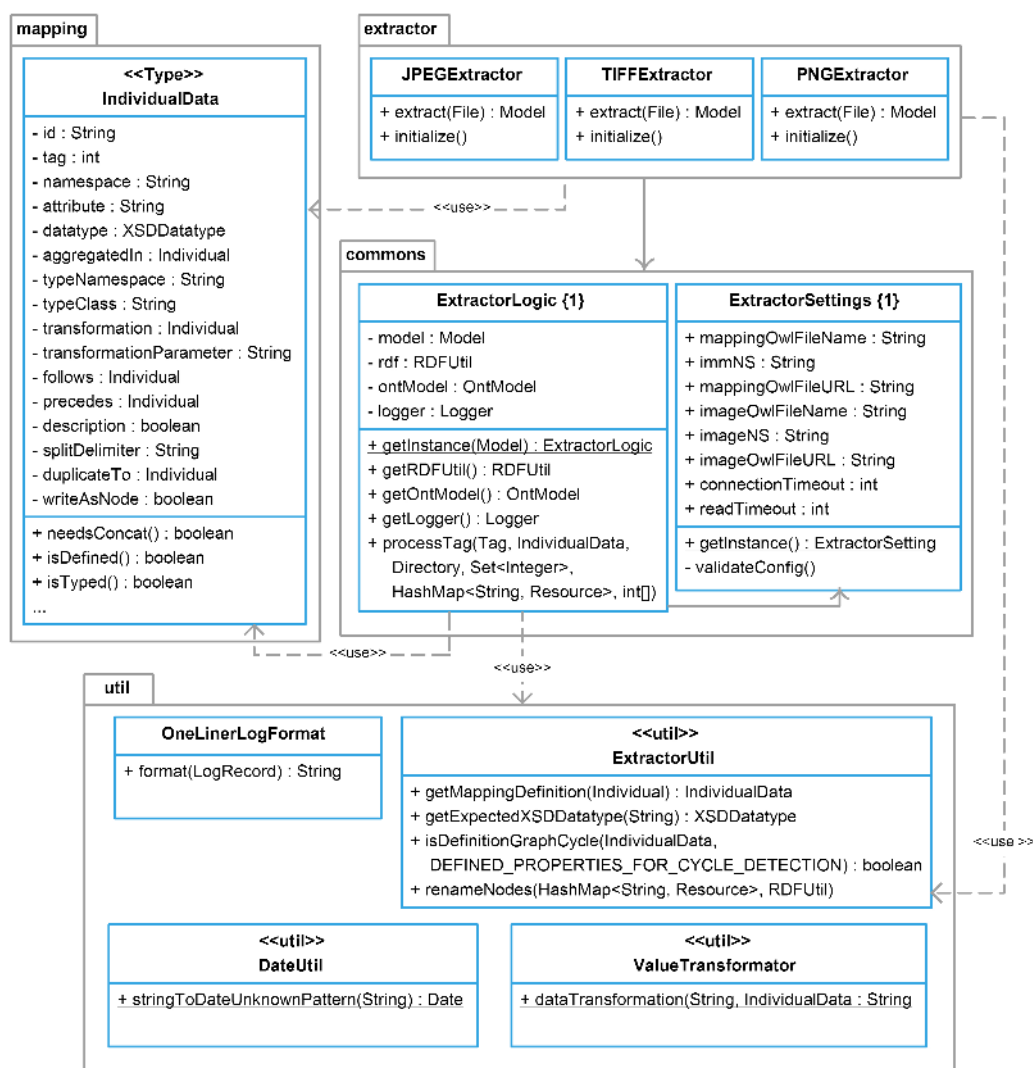 mapping
<<Type>>
IndividualData
- id : String
- tag : int
- namespace : String
- attribute : String
- datatype : XSDDatatype
- aggregatedIn : Individual
- typeNamespace : String
- typeClass : String
- transformation : Individual
- transformationParameter : String
- follows : Individual
- precedes : Individual
- description : boolean
- splitDelimiter : String
- duplicateTo : Individual
- writeAsNode : boolean
+ needsConcat() : boolean
+ isDefined() : boolean
+ isTyped() : boolean
...
extractor
JPEGExtractor
+ extract(File) : Model
+ initialize()
TIFFExtractor
+ extract(File) : Model
+ initialize()
PNGExtractor
+ extract(File) : Model
+ initialize()
<<use>>
commons
ExtractorLogic {1}
- model : Model
- rdf : RDFUtil
- ontModel : OntModel
- logger : Logger
+ getInstance(Model) : ExtractorLogic
+ getRDFUtil() : RDFUtil
+ getOntModel() : OntModel
+ getLogger() : Logger
+ processTag(Tag, IndividualData,
Directory, Set<Integer>,
HashMap<String, Resource>, int[])
ExtractorSettings {1}
+ mappingOwlFileName : String
+ immNS : String
+ mappingOwlFileURL : String
+ imageOwlFileName : String
+ imageNS : String
+ imageOwlFileURL : String
+ connectionTimeout : int
+ readTimeout : int
+ getInstance() : ExtractorSetting
- validateConfig()
<<use>>
<<use>>
util
OneLinerLogFormat
+ format(LogRecord) : String
<<util>>
ExtractorUtil
+ getMappingDefinition(Individual) : IndividualData
+ getExpectedXSDDatatype(String) : XSDDatatype
+ isDefinitionGraphCycle(IndividualData,
DEFINED_PROPERTIES_FOR_CYCLE_DETECTION) : boolean
+ renameNodes(HashMap<String, Resource>, RDFUtil)
<<use >>
<<util>>
DateUtil
+ stringToDateUnknownPattern(String) : Date
<<util>>
ValueTransformator
+ dataTransformation(String, IndividualData : String